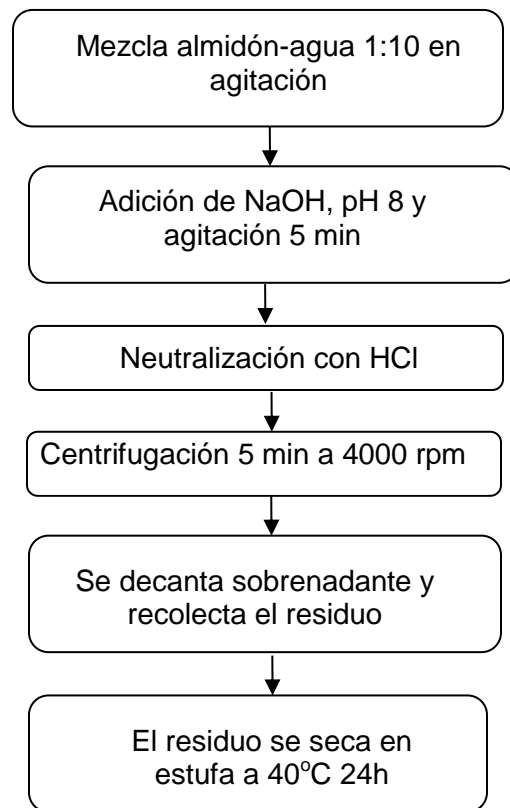 Mezcla almidón-agua 1:10 en
agitación
Adición de NaOH, pH 8 y
agitación 5 min
Neutralización con HCl
Centrifugación 5 min a 4000 rpm
Se decanta sobrenadante y
recolecta el residuo
El residuo se seca en
estufa a 40°C 24h